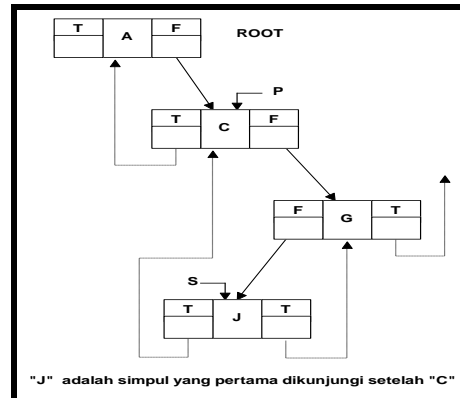 T A F ROOT
P
T C F
F G T
S
T J T
"J" adalah simpul yang pertama dikunjungi setelah "C"